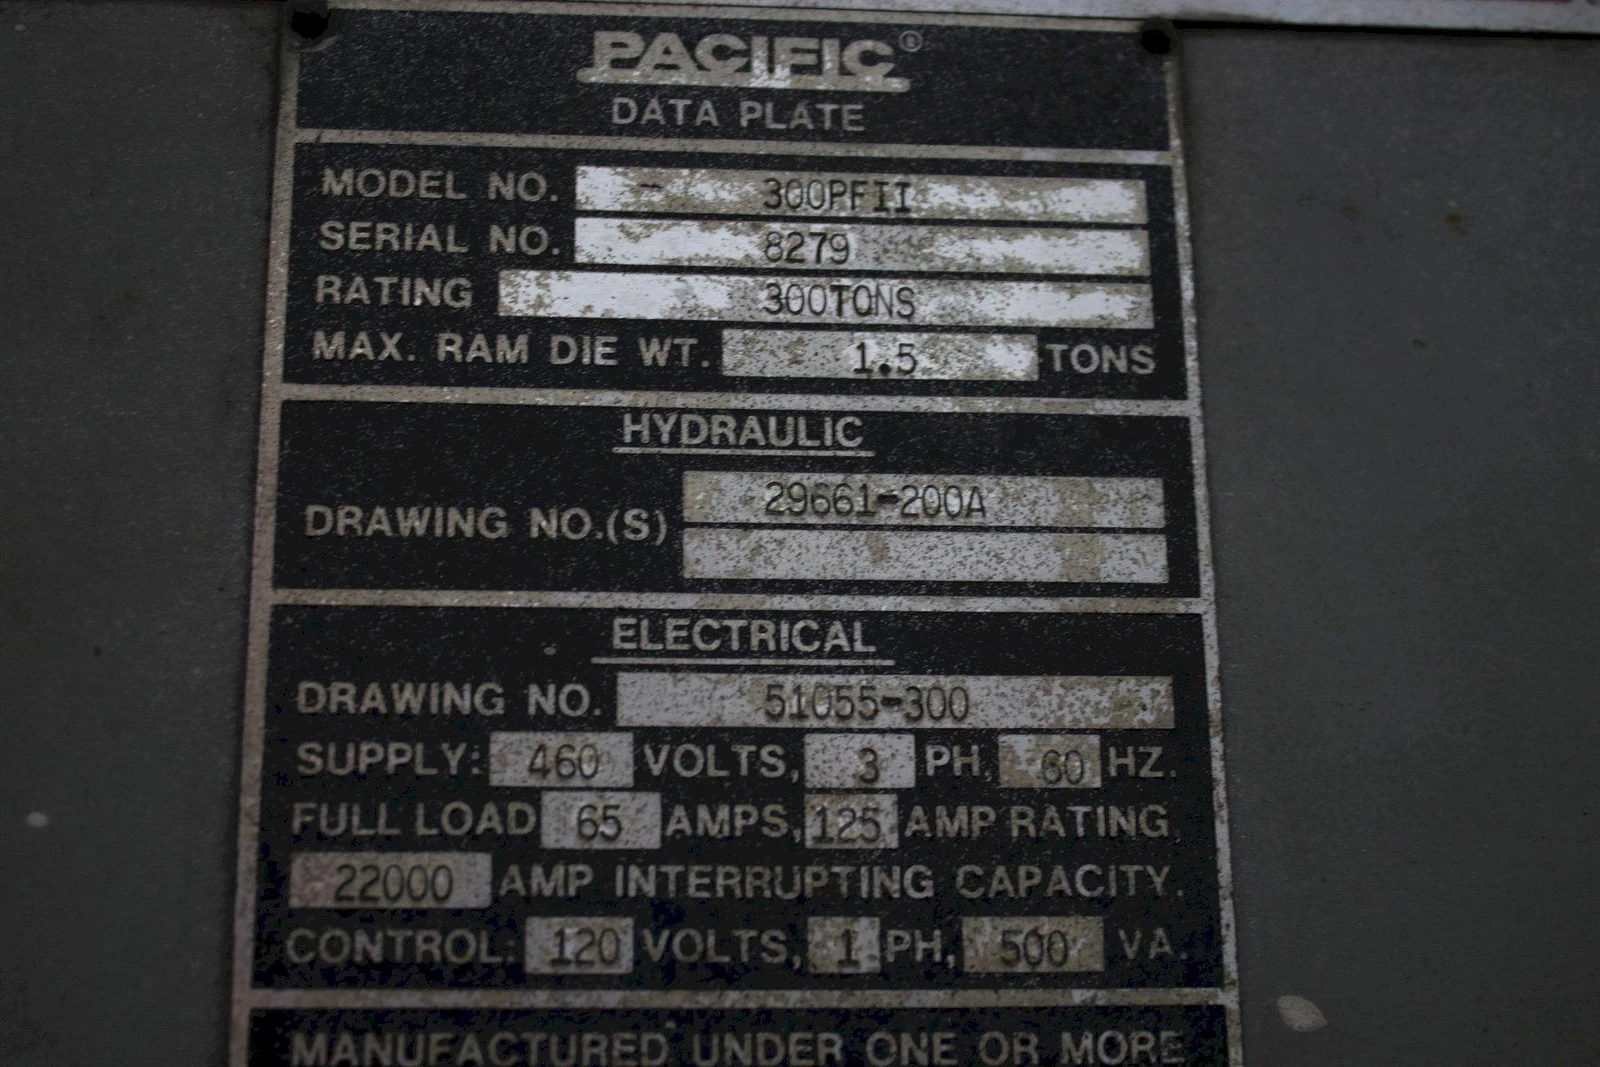 PACIFIC®
DATA PLATE
MODEL NO. - 300PFII
SERIAL NO. 8279
RATING 300TONS
MAX. RAM DIE WT. 1.5 TONS
HYDRAULIC
DRAWING NO.(S) 29661-200A
ELECTRICAL
DRAWING NO. 51055-300
SUPPLY: 460 VOLTS, 3 PH, 60 HZ.
FULL LOAD 65 AMPS, 125 AMP RATING
22000 AMP INTERRUPTING CAPACITY.
CONTROL: 120 VOLTS, 1 PH, 500 VA.
MANUFACTURED UNDER ONE OR MORE